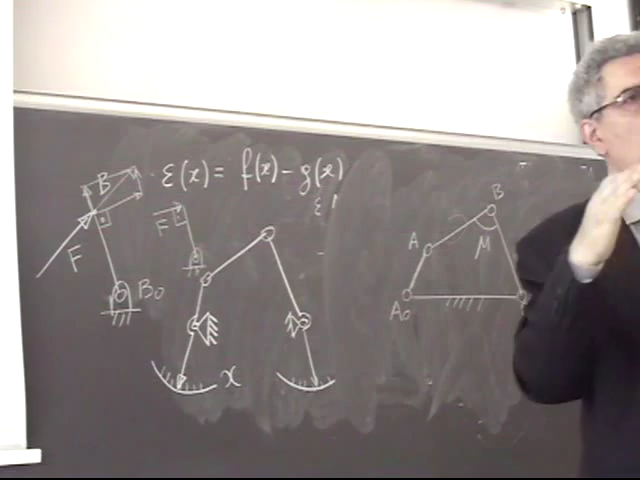 ε(x) = f(x) - g(x)
ε
B
F
B₀
F
x
B
A
M
A₀